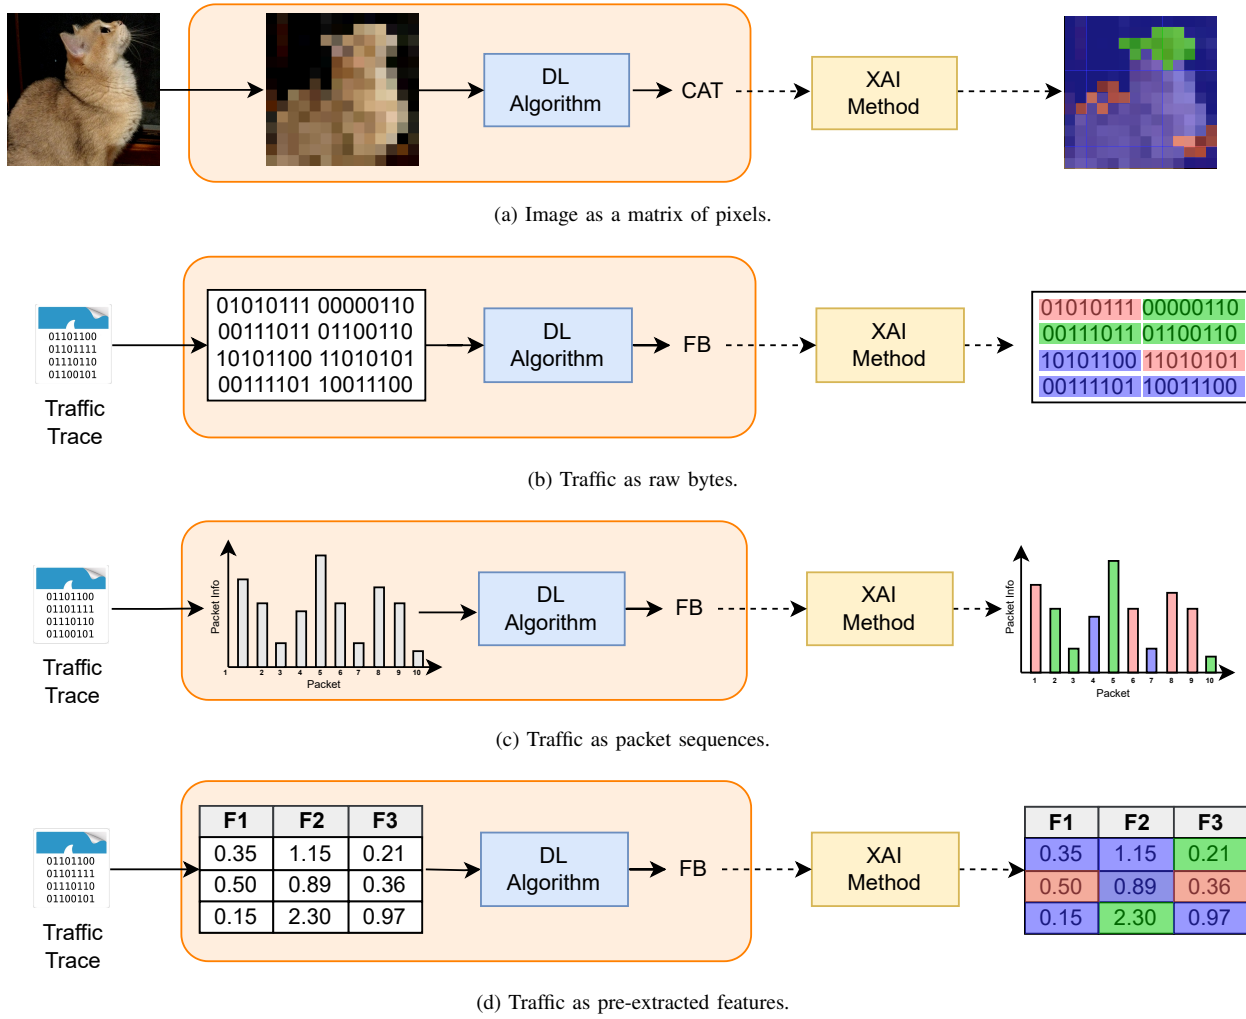 DL
Algorithm
CAT
XAI
Method
(a) Image as a matrix of pixels.
01101100
01101111
01110110
01100101
Traffic
Trace
01010111 00000110
00111011 01100110
10101100 11010101
00111101 10011100
DL
Algorithm
FB
XAI
Method
01010111 00000110
00111011 01100110
10101100 11010101
00111101 10011100
(b) Traffic as raw bytes.
01101100
01101111
01110110
01100101
Traffic
Trace
Packet Info
1 2 3 4 5 6 7 8 9 10
Packet
DL
Algorithm
FB
XAI
Method
Packet Info
1 2 3 4 5 6 7 8 9 10
Packet
(c) Traffic as packet sequences.
01101100
01101111
01110110
01100101
Traffic
Trace
F1 F2 F3
0.35 1.15 0.21
0.50 0.89 0.36
0.15 2.30 0.97
DL
Algorithm
FB
XAI
Method
F1 F2 F3
0.35 1.15 0.21
0.50 0.89 0.36
0.15 2.30 0.97
(d) Traffic as pre-extracted features.